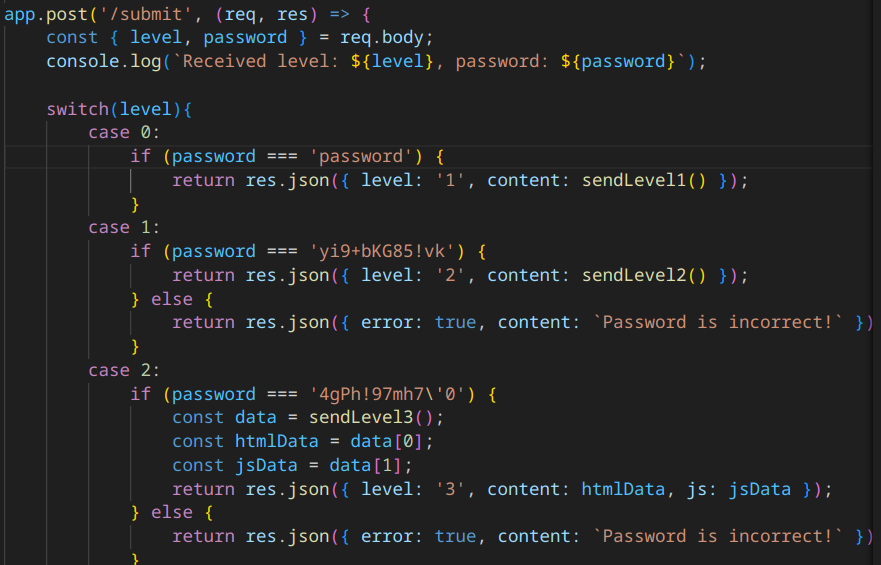 app.post('/submit', (req, res) => {
    const { level, password } = req.body;
    console.log(`Received level: ${level}, password: ${password}`);

    switch(level){
        case 0:
            if (password === 'password') {
                return res.json({ level: '1', content: sendLevel1() });
            }
        case 1:
            if (password === 'yi9+bKG85!vk') {
                return res.json({ level: '2', content: sendLevel2() });
            } else {
                return res.json({ error: true, content: `Password is incorrect!` })
            }
        case 2:
            if (password === '4gPh!97mh7\'0') {
                const data = sendLevel3();
                const htmlData = data[0];
                const jsData = data[1];
                return res.json({ level: '3', content: htmlData, js: jsData });
            } else {
                return res.json({ error: true, content: `Password is incorrect!` })
            }